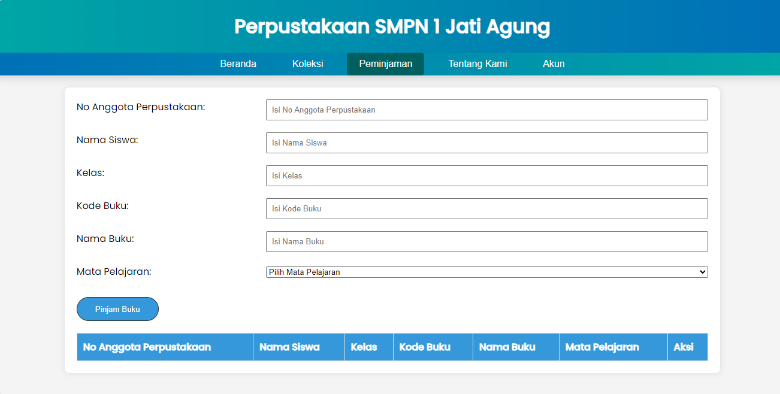 Perpustakaan SMPN 1 Jati Agung
Beranda Koleksi Peminjaman Tentang Kami Akun
No Anggota Perpustakaan: Isi No Anggota Perpustakaan
Nama Siswa: Isi Nama Siswa
Kelas: Isi Kelas
Kode Buku: Isi Kode Buku
Nama Buku: Isi Nama Buku
Mata Pelajaran: Pilih Mata Pelajaran
Pinjam Buku
No Anggota Perpustakaan Nama Siswa Kelas Kode Buku Nama Buku Mata Pelajaran Aksi